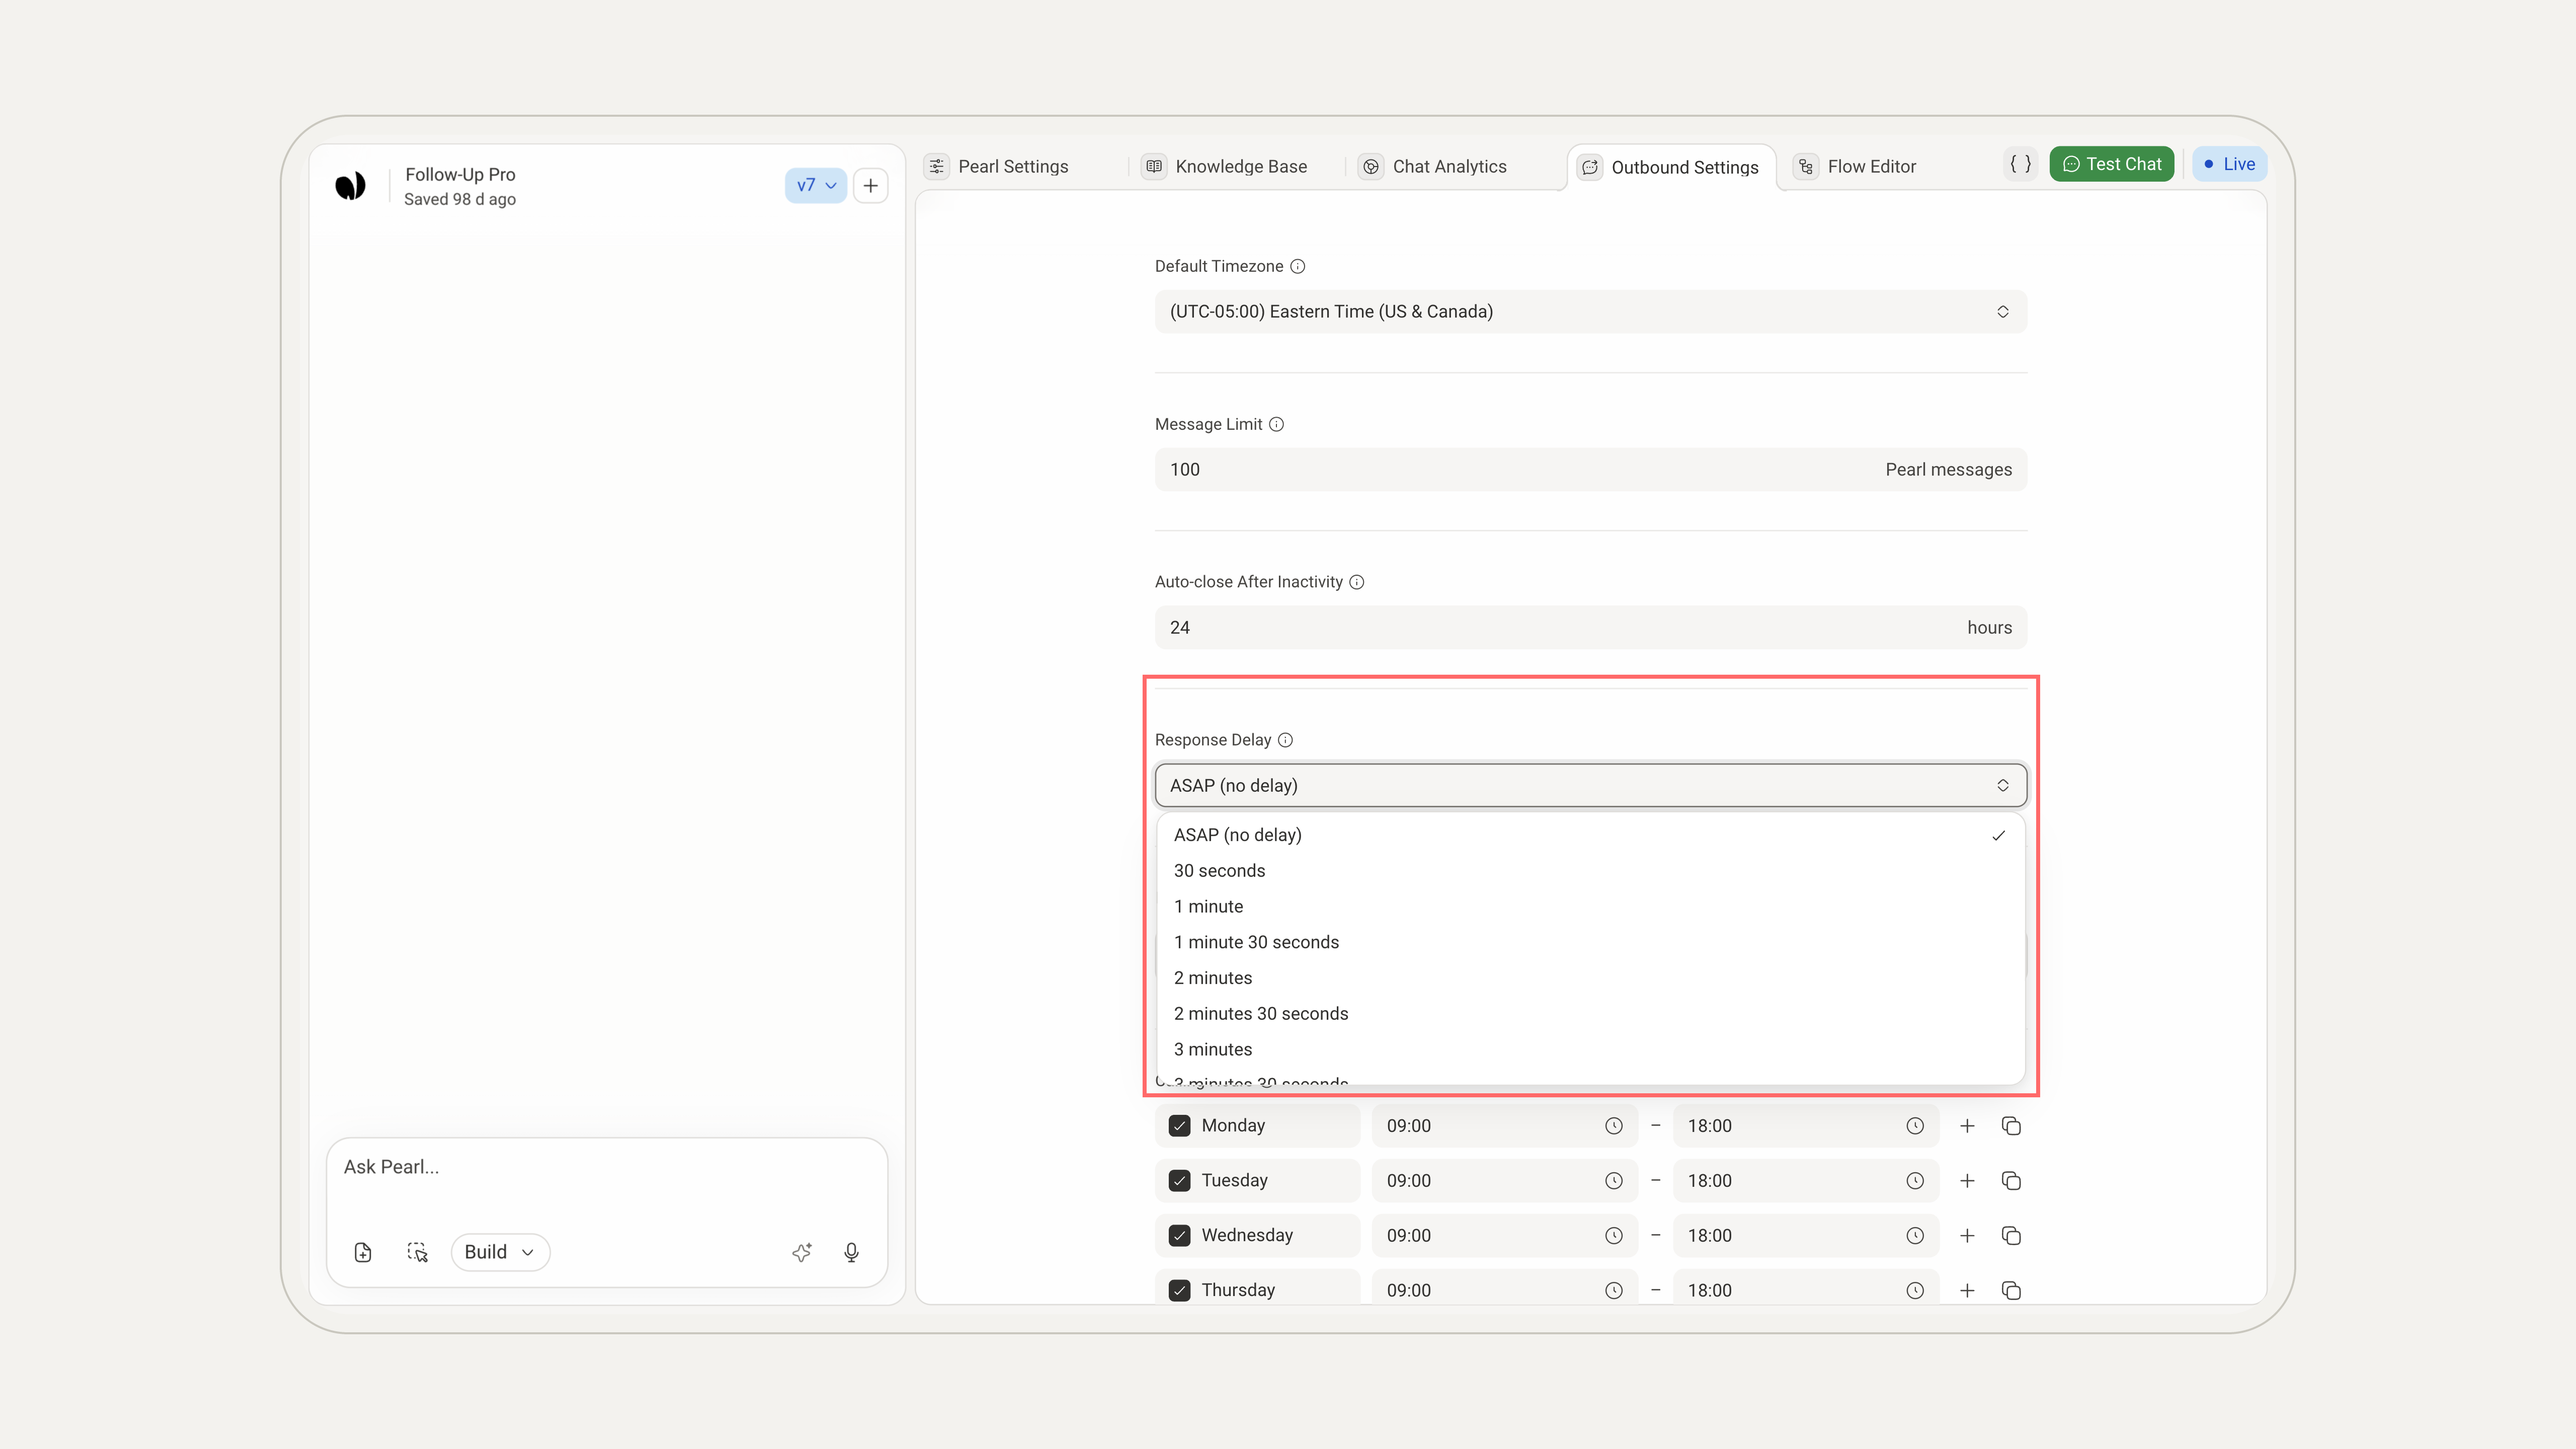 Follow-Up Pro
Saved 98 d ago
v7
Pearl Settings
Knowledge Base
Chat Analytics
Outbound Settings
Flow Editor
{ }
Test Chat
Live
Default Timezone
(UTC-05:00) Eastern Time (US & Canada)
Message Limit
100 Pearl messages
Auto-close After Inactivity
24 hours
Response Delay
ASAP (no delay)
ASAP (no delay)
30 seconds
1 minute
1 minute 30 seconds
2 minutes
2 minutes 30 seconds
3 minutes
3 minutes 30 seconds
Monday 09:00 – 18:00
Tuesday 09:00 – 18:00
Wednesday 09:00 – 18:00
Thursday 09:00 – 18:00
Ask Pearl...
Build